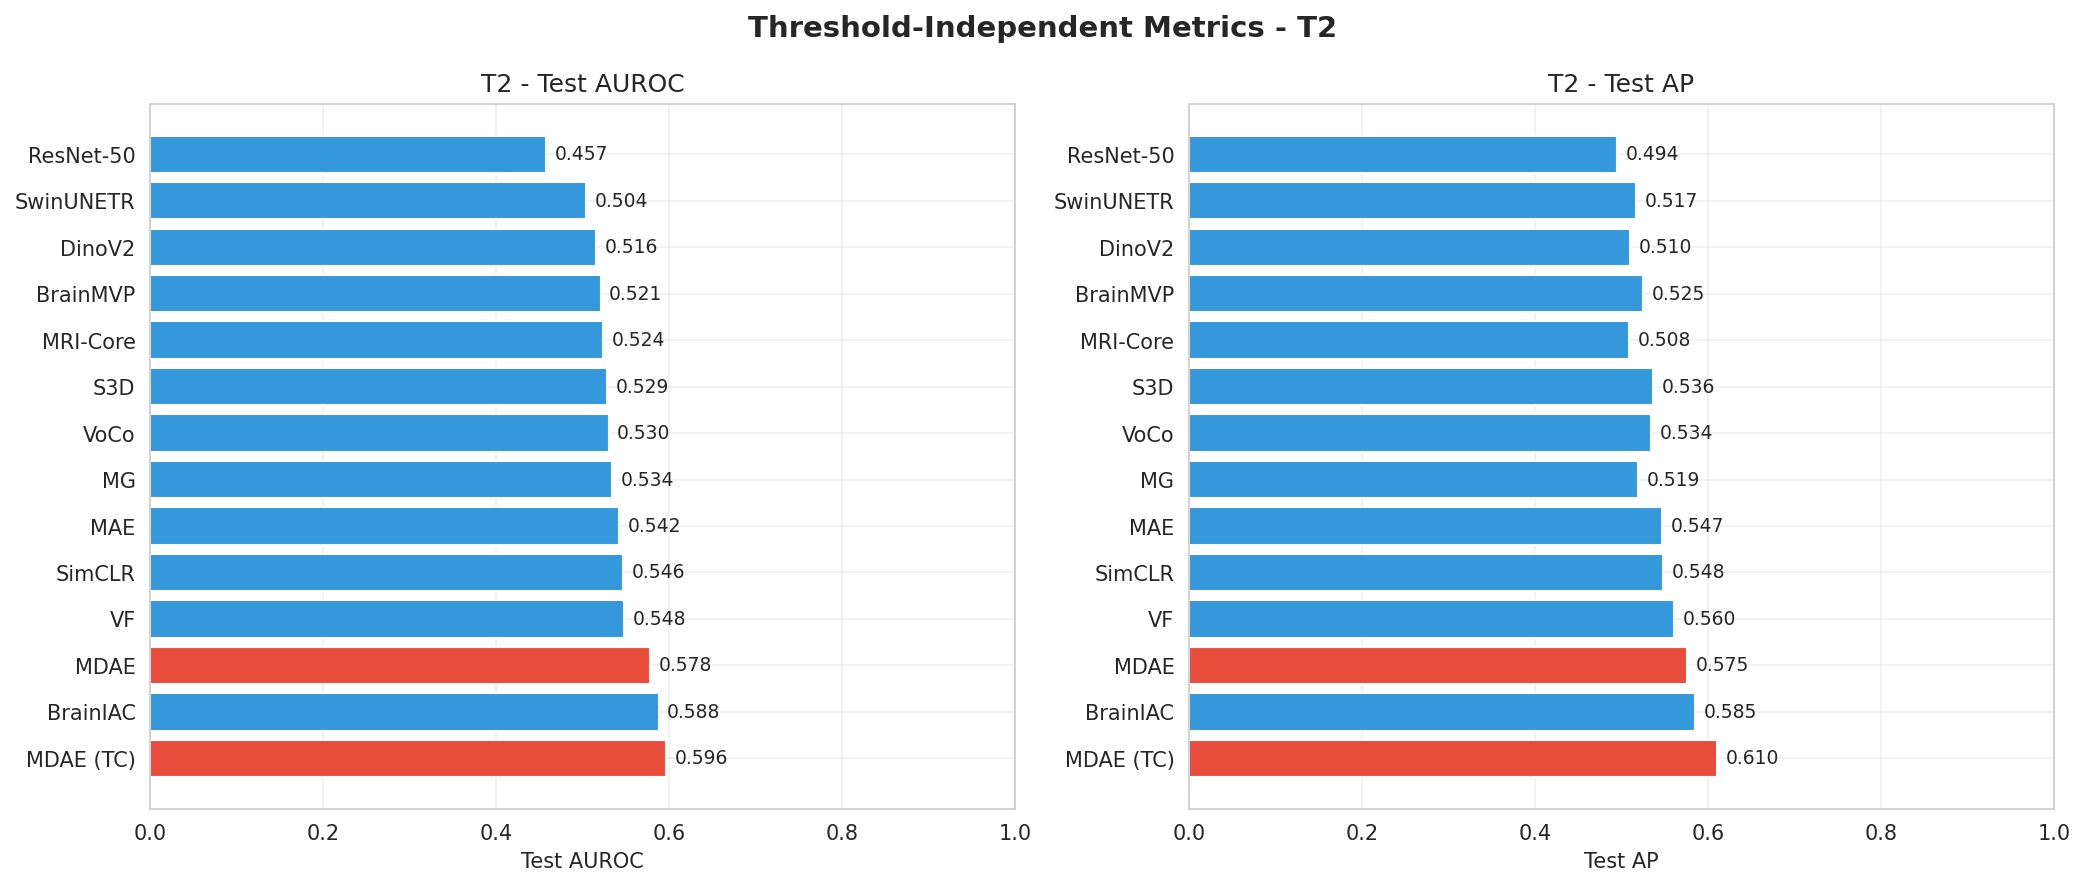 Threshold-Independent Metrics - T2
T2 - Test AUROC
ResNet-50 0.457
SwinUNETR 0.504
DinoV2 0.516
BrainMVP 0.521
MRI-Core 0.524
S3D 0.529
VoCo 0.530
MG 0.534
MAE 0.542
SimCLR 0.546
VF 0.548
MDAE 0.578
BrainIAC 0.588
MDAE (TC) 0.596
0.0 0.2 0.4 0.6 0.8 1.0
Test AUROC
T2 - Test AP
ResNet-50 0.494
SwinUNETR 0.517
DinoV2 0.510
BrainMVP 0.525
MRI-Core 0.508
S3D 0.536
VoCo 0.534
MG 0.519
MAE 0.547
SimCLR 0.548
VF 0.560
MDAE 0.575
BrainIAC 0.585
MDAE (TC) 0.610
0.0 0.2 0.4 0.6 0.8 1.0
Test AP